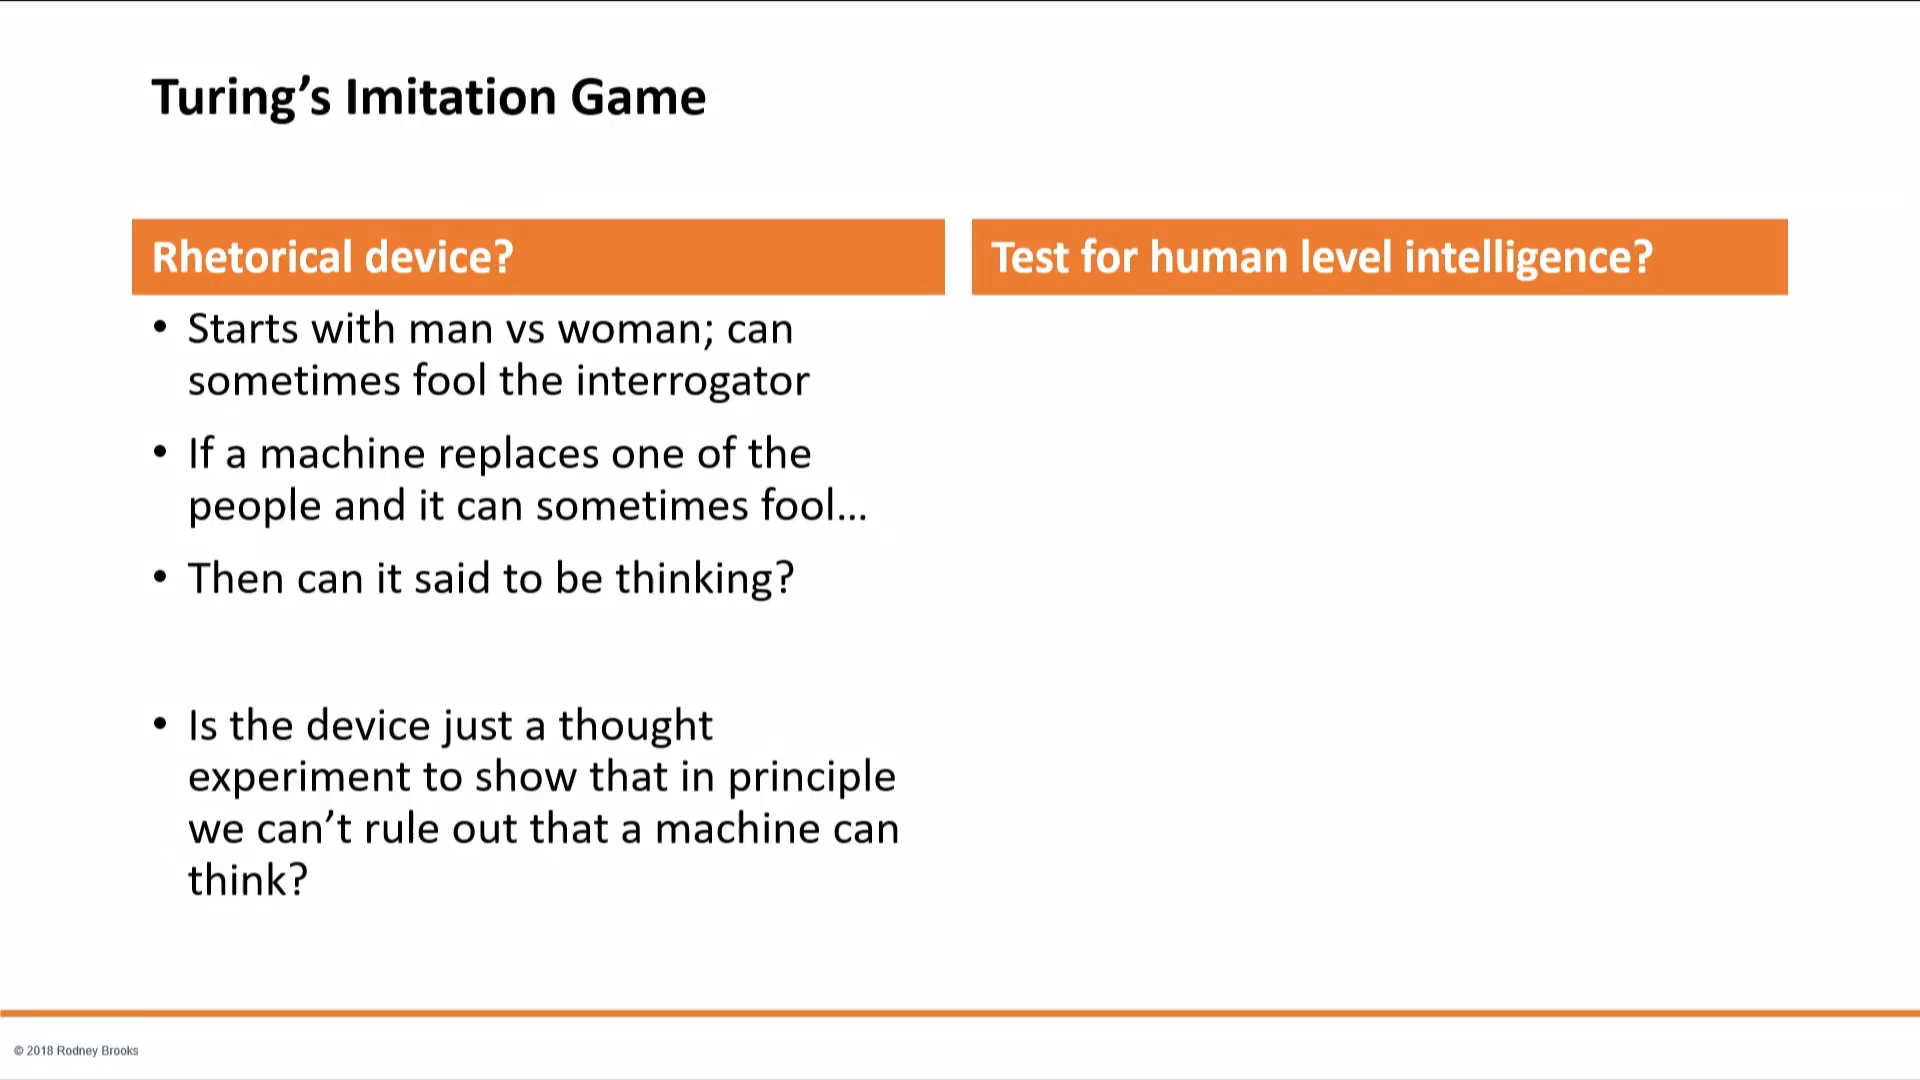 Turing’s Imitation Game
Rhetorical device?
• Starts with man vs woman; can
sometimes fool the interrogator
• If a machine replaces one of the
people and it can sometimes fool…
• Then can it said to be thinking?
• Is the device just a thought
experiment to show that in principle
we can’t rule out that a machine can
think?
Test for human level intelligence?
© 2018 Rodney Brooks